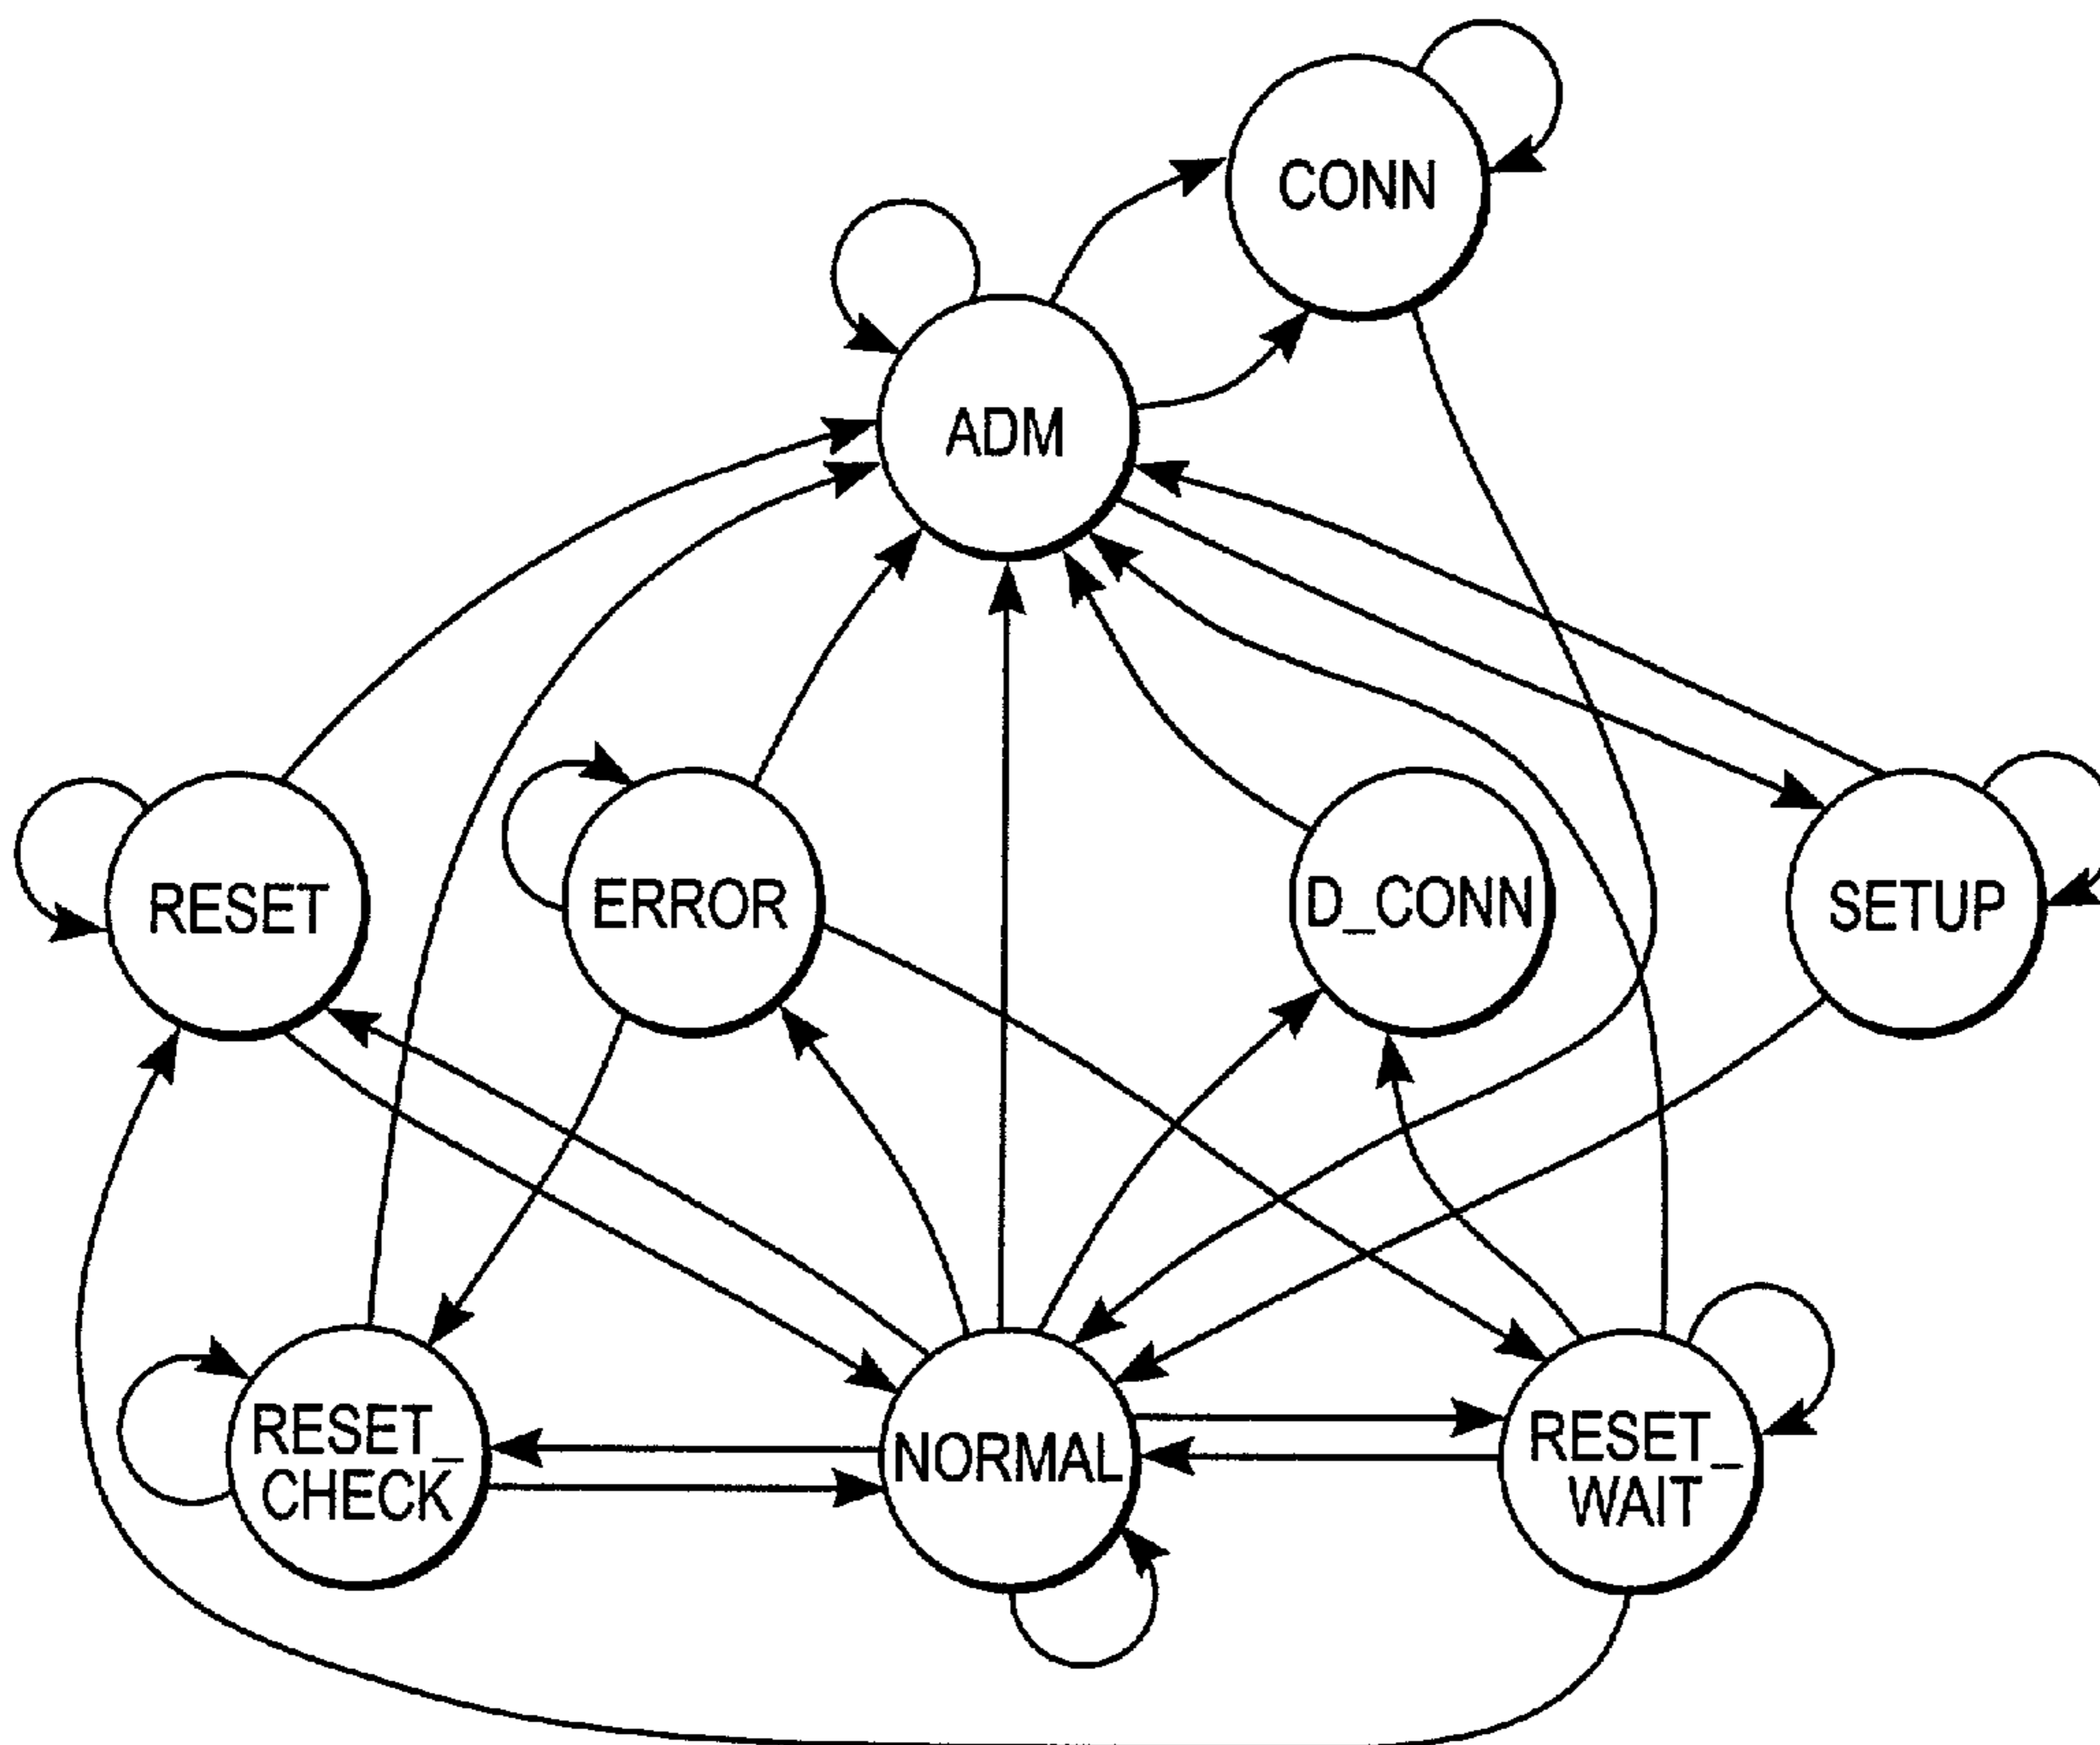 CONN
ADM
RESET
ERROR
D_CONN
SETUP
RESET_
CHECK
NORMAL
RESET_
WAIT